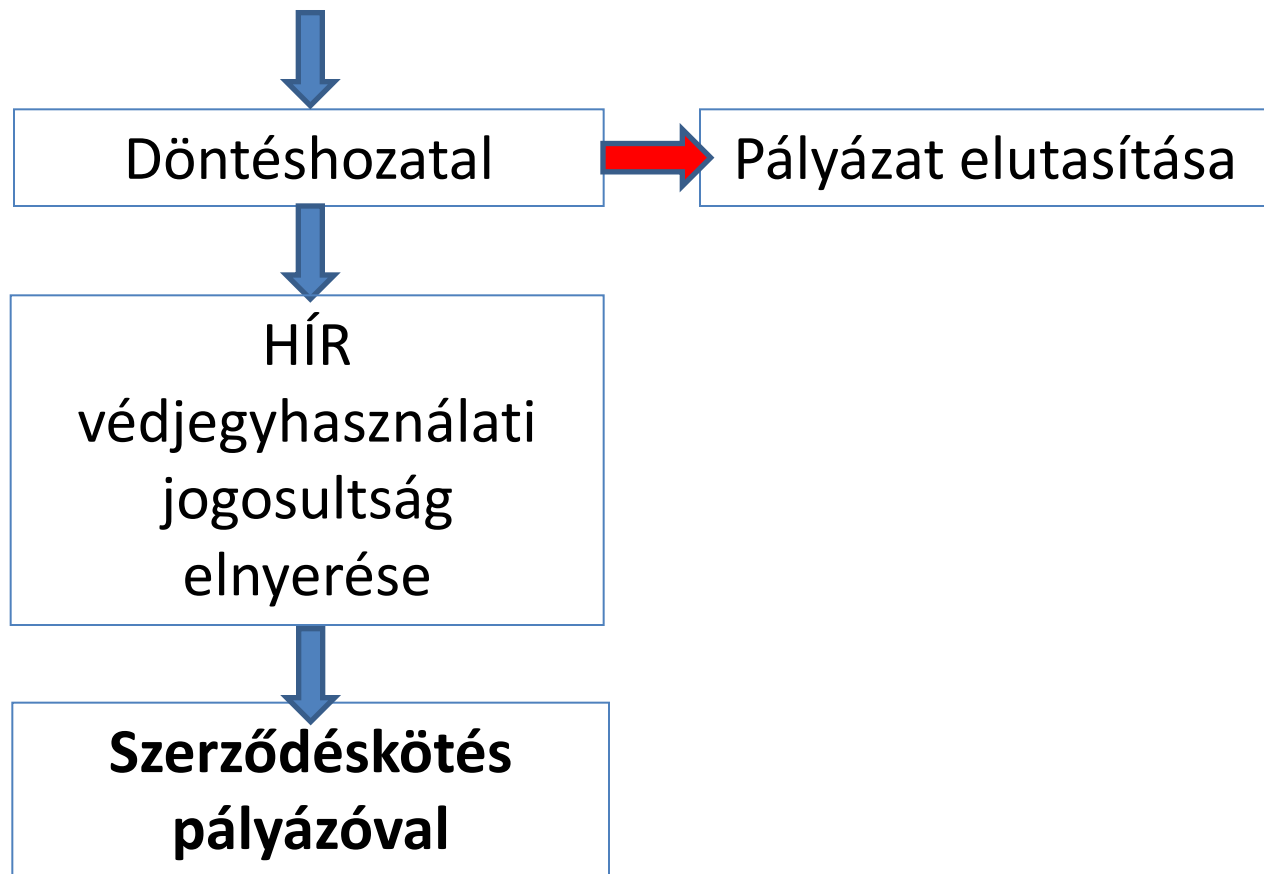 Döntéshozatal
Pályázat elutasítása
HÍR
védjegyhasználati
jogosultság
elnyerése
Szerződéskötés
pályázóval